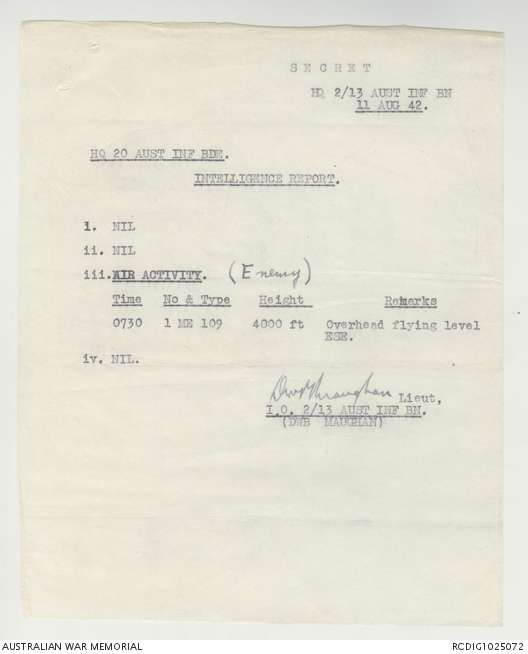 SECRET
HQ 2/13 AUST INF BN
11 AUG 42.
HQ 20 AUST INF BDE.
INTELLIGENCE REPORT.
i. NIL
ii. NIL
iii. AIR ACTIVITY. (Enemy)
Time No & Type Height Remarks
0730 1 ME 109 4000 ft Overhead flying level
ESE.
iv. NIL.
DWB Maughan Lieut,
I.O. 2/13 AUST INF BN.
(DWB MAUGHAN)
AUSTRALIAN WAR MEMORIAL RCDIG1025072